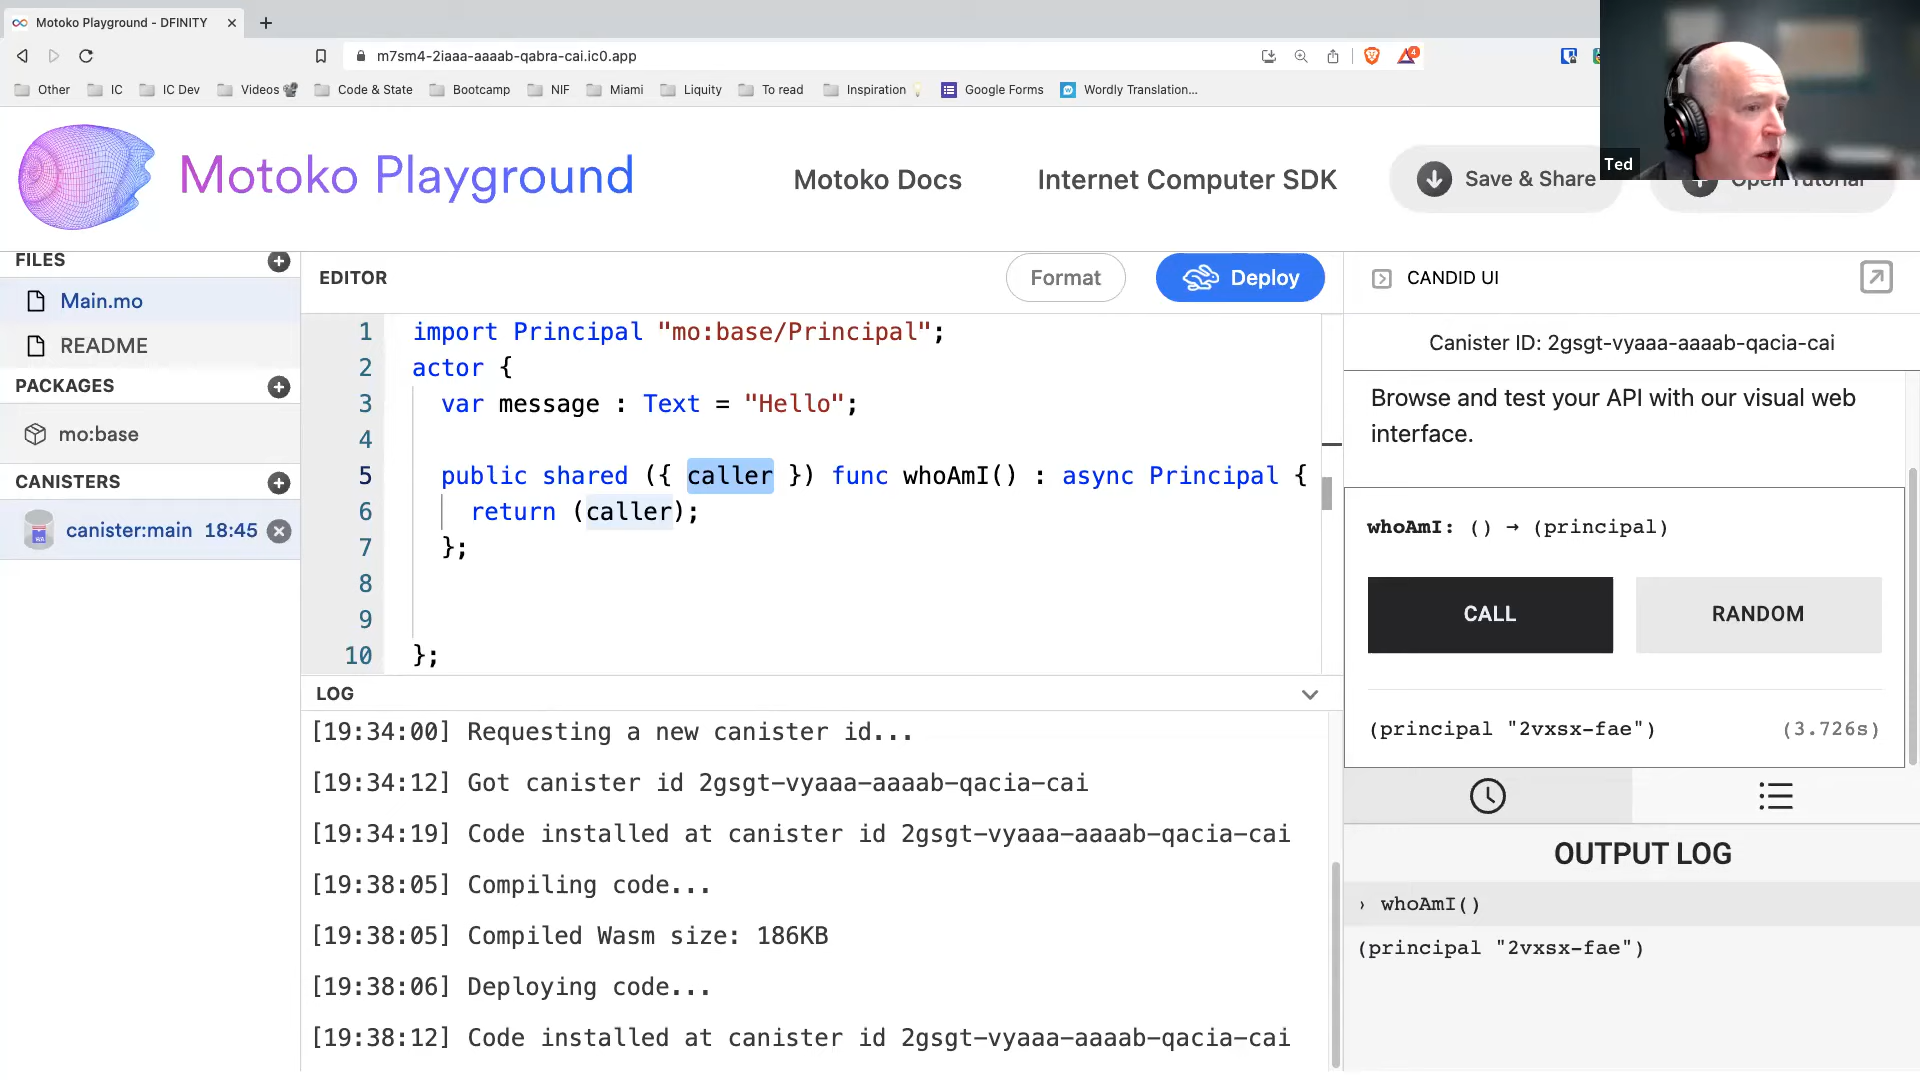 Motoko Playground - DFINITY
m7sm4-2iaaa-aaaab-qabra-cai.ic0.app
4
Other IC IC Dev Videos Code & State Bootcamp NIF Miami Liquity To read Inspiration Google Forms Wordly Translation...
Motoko Playground
Motoko Docs
Internet Computer SDK
Save & Share
Open Tutorial
Ted
FILES
Main.mo
README
PACKAGES
mo:base
CANISTERS
canister:main 18:45
EDITOR
Format
Deploy
1 import Principal "mo:base/Principal";
2 actor {
3 var message : Text = "Hello";
4
5 public shared ({ caller }) func whoAmI() : async Principal {
6 return (caller);
7 };
8
9
10 };
LOG
[19:34:00] Requesting a new canister id...
[19:34:12] Got canister id 2gsgt-vyaaa-aaaab-qacia-cai
[19:34:19] Code installed at canister id 2gsgt-vyaaa-aaaab-qacia-cai
[19:38:05] Compiling code...
[19:38:05] Compiled Wasm size: 186KB
[19:38:06] Deploying code...
[19:38:12] Code installed at canister id 2gsgt-vyaaa-aaaab-qacia-cai
CANDID UI
Canister ID: 2gsgt-vyaaa-aaaab-qacia-cai
Browse and test your API with our visual web
interface.
whoAmI: () → (principal)
CALL
RANDOM
(principal "2vxsx-fae") (3.726s)
OUTPUT LOG
› whoAmI()
(principal "2vxsx-fae")